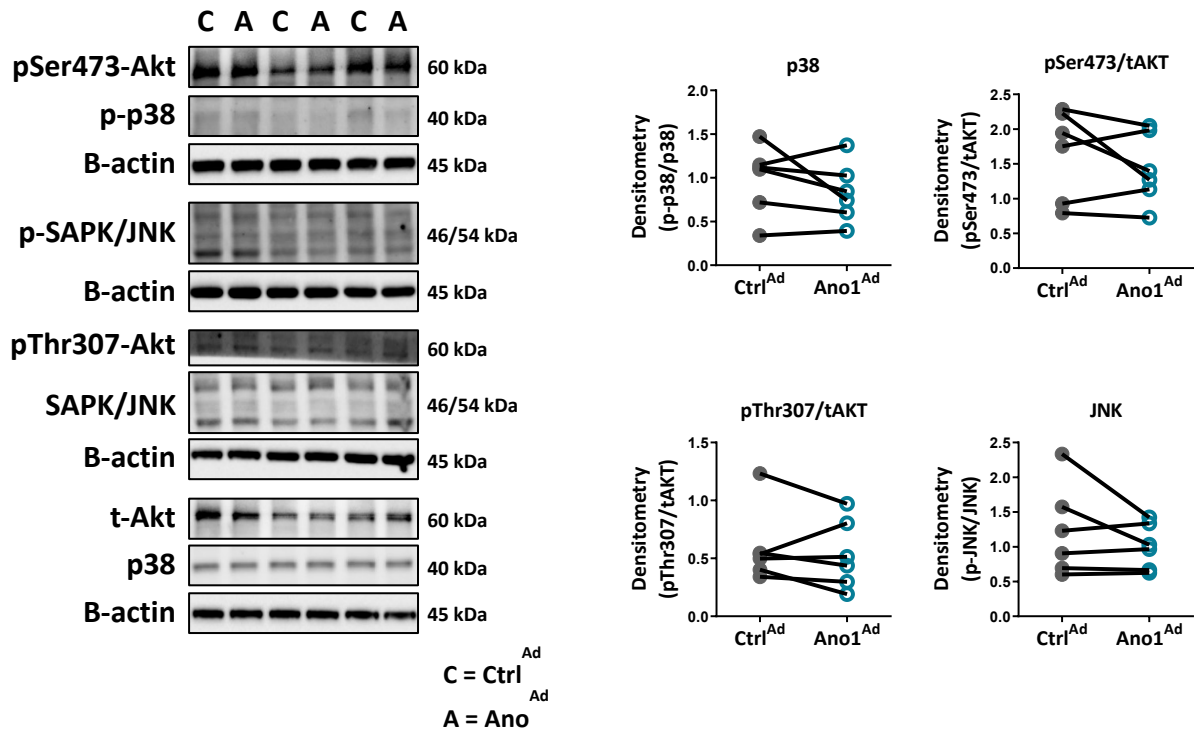 C A C A C A
pSer473-Akt
60 kDa
p-p38
40 kDa
B-actin
45 kDa
p-SAPK/JNK
46/54 kDa
B-actin
45 kDa
pThr307-Akt
60 kDa
SAPK/JNK
46/54 kDa
B-actin
45 kDa
t-Akt
60 kDa
p38
40 kDa
B-actin
45 kDa
C = Ctrl^Ad
A = Ano^Ad
p38
Densitometry
(p-p38/p38)
2.0
1.5
1.0
0.5
0.0
Ctrl^Ad Ano1^Ad
pSer473/tAKT
Densitometry
(pSer473/tAKT)
2.5
2.0
1.5
1.0
0.5
0.0
Ctrl^Ad Ano1^Ad
pThr307/tAKT
Densitometry
(pThr307/tAKT)
1.5
1.0
0.5
0.0
Ctrl^Ad Ano1^Ad
JNK
Densitometry
(p-JNK/JNK)
2.5
2.0
1.5
1.0
0.5
0.0
Ctrl^Ad Ano1^Ad